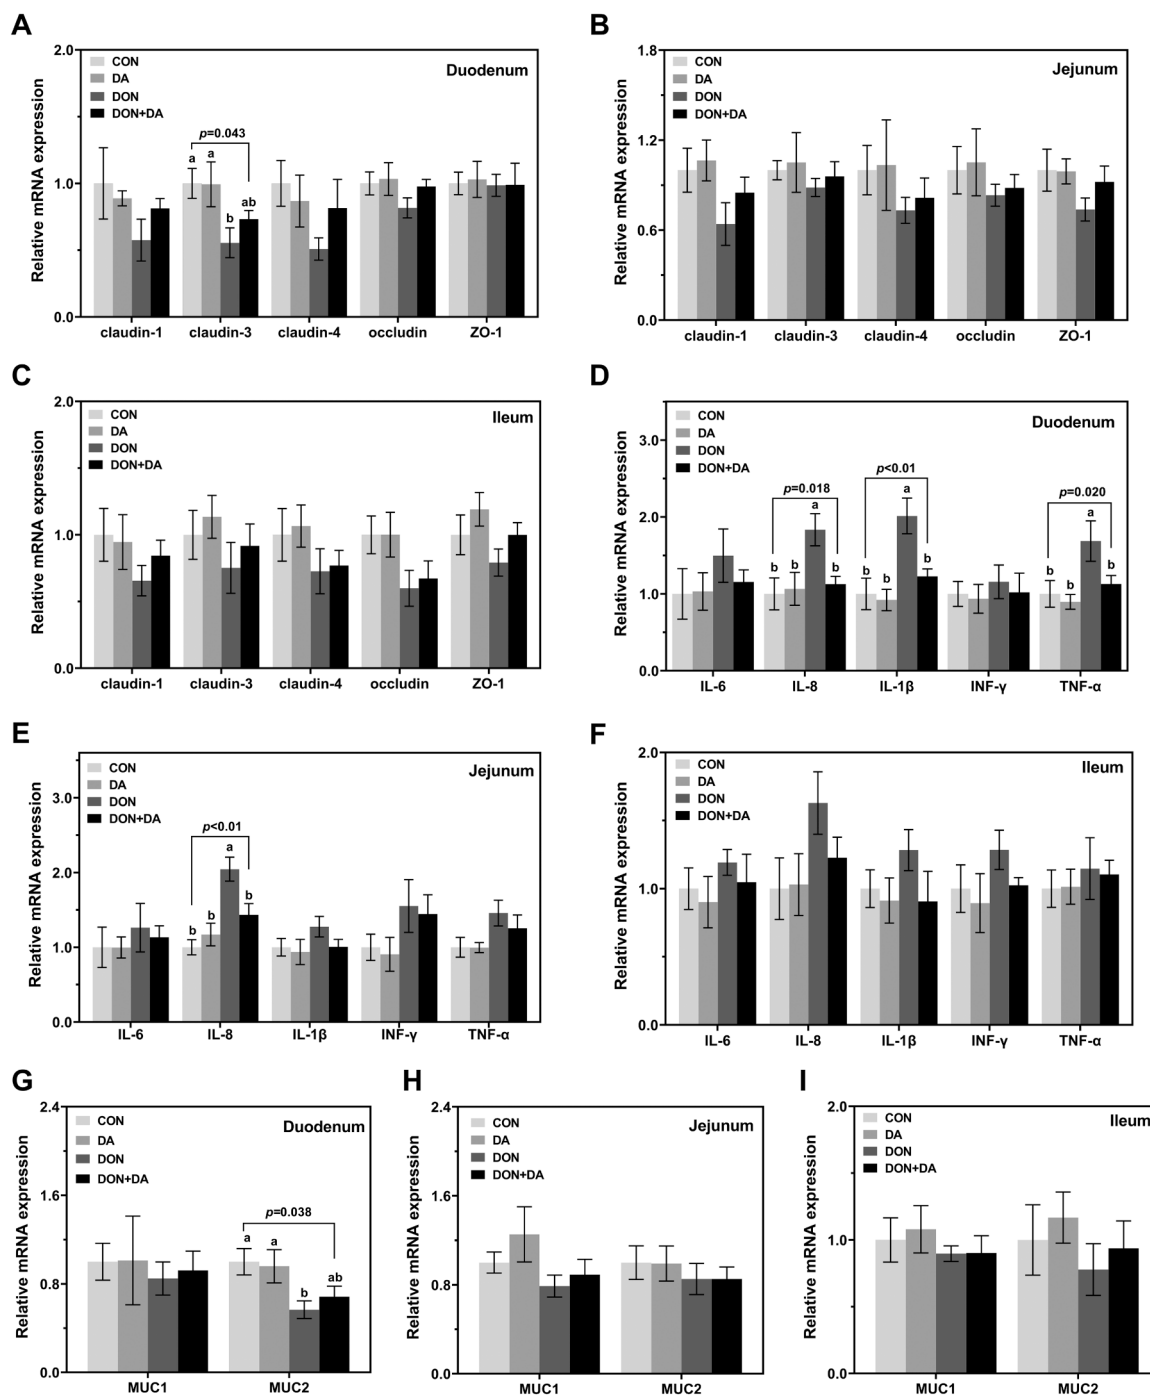 A
Duodenum
CON
DA
DON
DON+DA
p=0.043
a a b ab
Relative mRNA expression
2.0
1.0
0.0
claudin-1 claudin-3 claudin-4 occludin ZO-1
B
Jejunum
CON
DA
DON
DON+DA
Relative mRNA expression
1.8
1.2
0.6
0.0
claudin-1 claudin-3 claudin-4 occludin ZO-1
C
Ileum
CON
DA
DON
DON+DA
Relative mRNA expression
2.0
1.0
0.0
claudin-1 claudin-3 claudin-4 occludin ZO-1
D
Duodenum
CON
DA
DON
DON+DA
p=0.018
b b a b
p<0.01
b b a b
p=0.020
b b a b
Relative mRNA expression
3.0
2.0
1.0
0.0
IL-6 IL-8 IL-1β INF-γ TNF-α
E
Jejunum
CON
DA
DON
DON+DA
p<0.01
b b a b
Relative mRNA expression
3.0
2.0
1.0
0.0
IL-6 IL-8 IL-1β INF-γ TNF-α
F
Ileum
CON
DA
DON
DON+DA
Relative mRNA expression
2.0
1.0
0.0
IL-6 IL-8 IL-1β INF-γ TNF-α
G
Duodenum
CON
DA
DON
DON+DA
p=0.038
a a b ab
Relative mRNA expression
2.4
1.6
0.8
0.0
MUC1 MUC2
H
Jejunum
CON
DA
DON
DON+DA
Relative mRNA expression
2.4
1.6
0.8
0.0
MUC1 MUC2
I
Ileum
CON
DA
DON
DON+DA
Relative mRNA expression
2.0
1.0
0.0
MUC1 MUC2